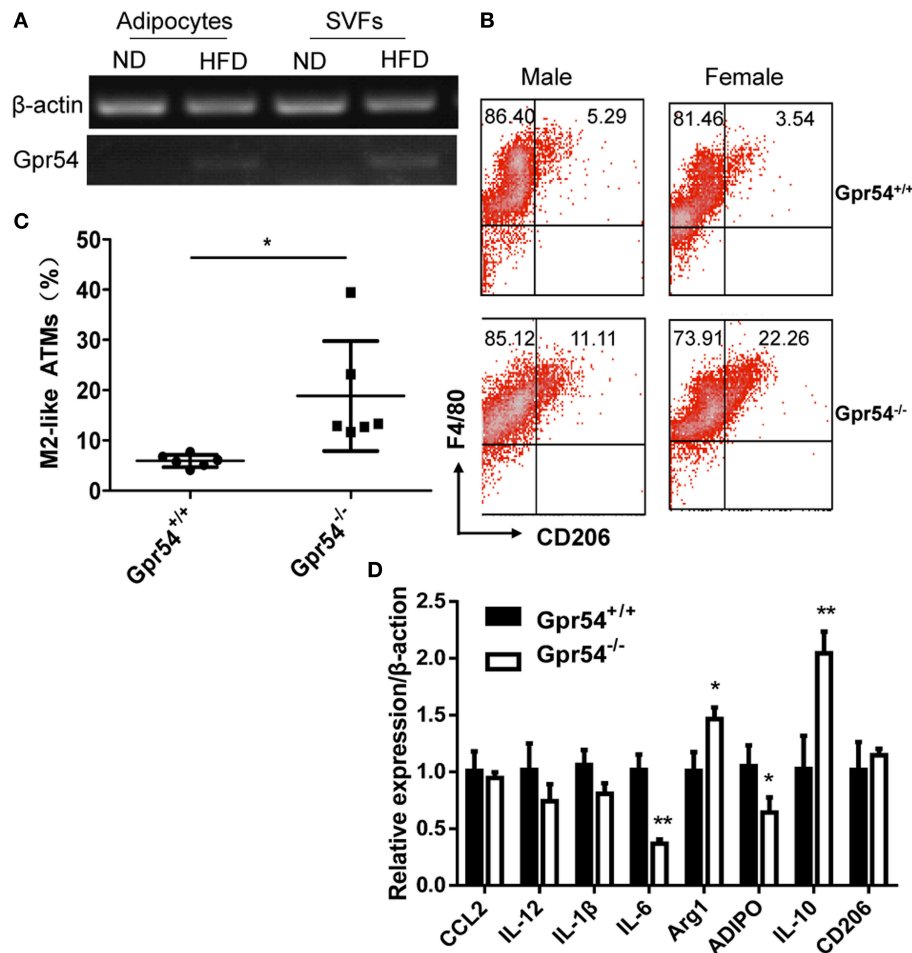 A
Adipocytes SVFs
ND HFD ND HFD
β-actin
Gpr54
B
Male Female
86.40 5.29 81.46 3.54
Gpr54+/+
85.12 11.11 73.91 22.26
Gpr54-/-
F4/80
CD206
C
M2-like ATMs (%)
50
40
30
20
10
0
Gpr54+/+ Gpr54-/-
*
D
Relative expression/β-action
2.5
2.0
1.5
1.0
0.5
0.0
Gpr54+/+
Gpr54-/-
** * * **
CCL2 IL-12 IL-1β IL-6 Arg1 ADIPO IL-10 CD206